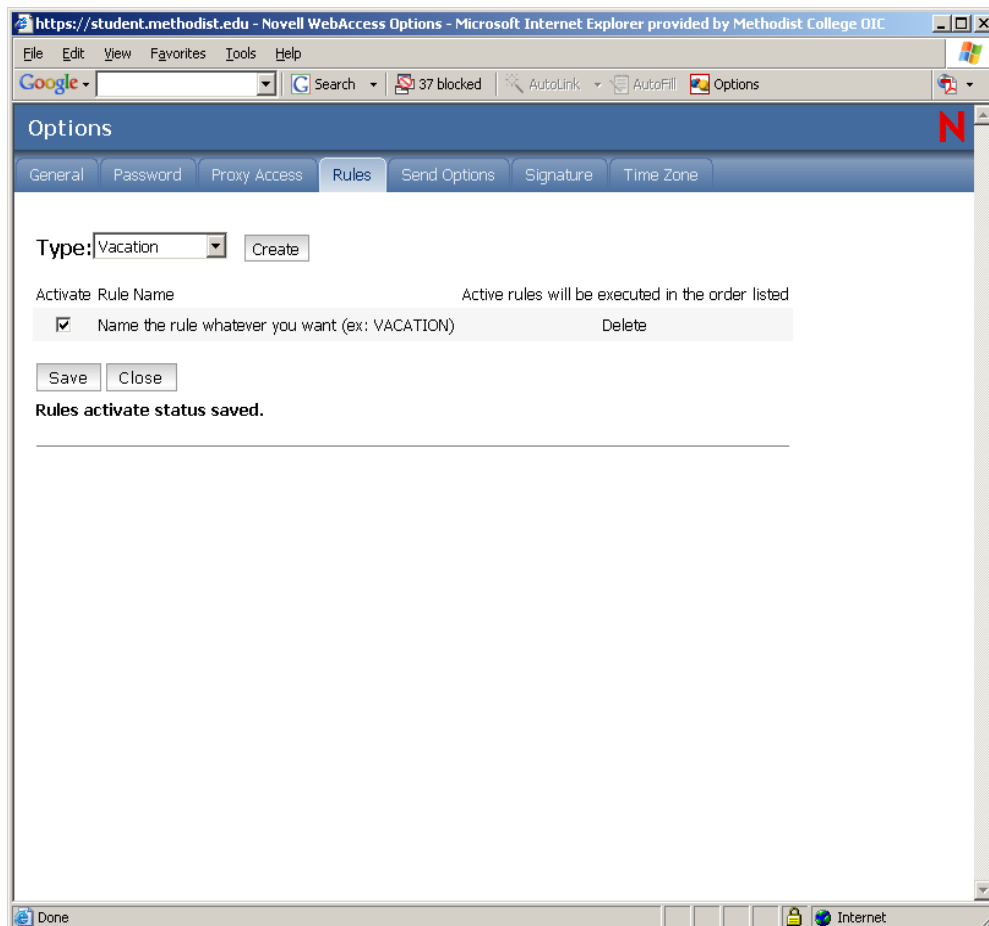 https://student.methodist.edu - Novell WebAccess Options - Microsoft Internet Explorer provided by Methodist College OIC
File Edit View Favorites Tools Help
Google Search 37 blocked AutoLink AutoFill Options
Options N
General Password Proxy Access Rules Send Options Signature Time Zone
Type: Vacation Create
Activate Rule Name Active rules will be executed in the order listed
Name the rule whatever you want (ex: VACATION) Delete
Save Close
Rules activate status saved.
Done Internet